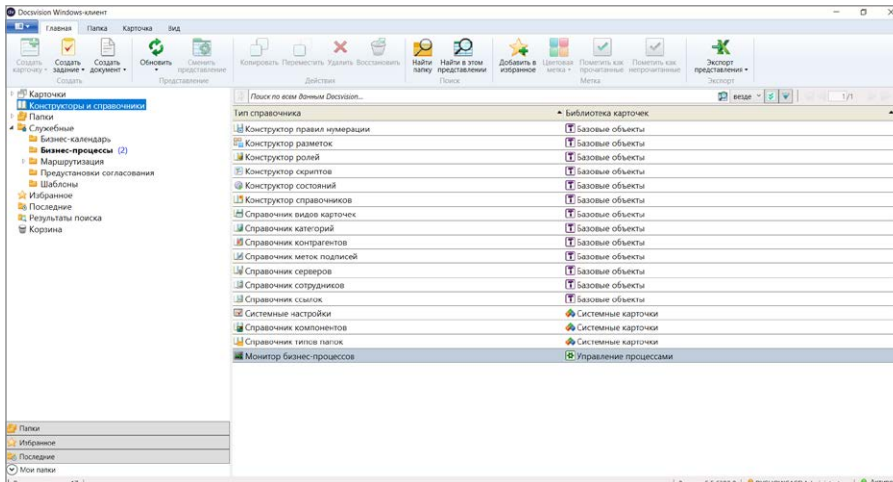 Docsvision Windows-клиент
Главная Папка Карточка Вид
Создать карточку Создать задание Создать документ Обновить Сменить представление Копировать Переместить Удалить Восстановить Найти папку Найти в этом представлении Добавить в избранное Цветовая метка Пометить как прочитанные Пометить как непрочитанные Экспорт представления
Создать Представление Действия Поиск Метка Экспорт
Карточки
Конструкторы и справочники
Папки
Служебные
Бизнес-календарь
Бизнес-процессы (2)
Маршрутизация
Предустановки согласования
Шаблоны
Избранное
Последние
Результаты поиска
Корзина
Поиск по всем данным Docsvision... везде 1/1
Тип справочника Библиотека карточек
Конструктор правил нумерации Базовые объекты
Конструктор разметок Базовые объекты
Конструктор ролей Базовые объекты
Конструктор скриптов Базовые объекты
Конструктор состояний Базовые объекты
Конструктор справочников Базовые объекты
Справочник видов карточек Базовые объекты
Справочник категорий Базовые объекты
Справочник контрагентов Базовые объекты
Справочник меток подписей Базовые объекты
Справочник серверов Базовые объекты
Справочник сотрудников Базовые объекты
Справочник ссылок Базовые объекты
Системные настройки Системные карточки
Справочник компонентов Системные карточки
Справочник типов папок Системные карточки
Монитор бизнес-процессов Управление процессами
Папки
Избранное
Последние
Мои папки